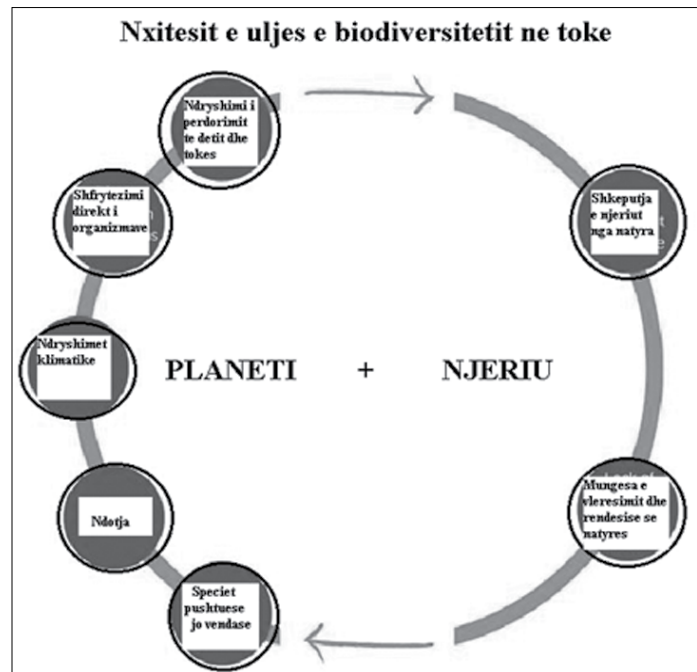 Nxitesit e uljes e biodiversitetit ne toke
Ndryshimi i
perdorimit
te detit dhe
tokes
Shfrytezimi
direkt i
organizmave
Ndryshimet
klimatike
Ndotja
Speciet
pushtuese
jo vendase
PLANETI + NJERIU
Shkeputja
e njeriut
nga natyra
Mungesa e
vleresimit dhe
rendesise se
natyres